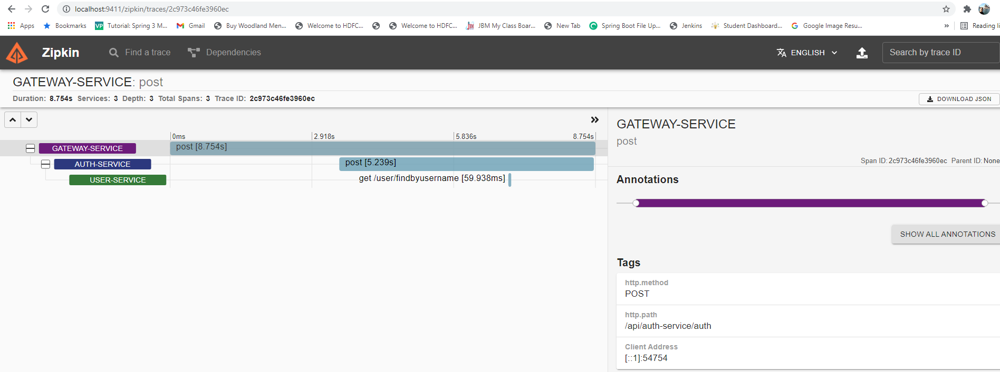 localhost:9411/zipkin/traces/2c973c46fe3960ec
Apps Bookmarks VP Tutorial: Spring 3 M... Gmail Buy Woodland Men... Welcome to HDFC... Welcome to HDFC... JBM My Class Boar... New Tab Spring Boot File Up... Jenkins Student Dashboard... Google Image Resu... » Reading li
Zipkin Find a trace Dependencies ENGLISH Search by trace ID
GATEWAY-SERVICE: post
Duration: 8.754s Services: 3 Depth: 3 Total Spans: 3 Trace ID: 2c973c46fe3960ec DOWNLOAD JSON
0ms 2.918s 5.836s 8.754s
GATEWAY-SERVICE post [8.754s]
AUTH-SERVICE post [5.239s]
USER-SERVICE get /user/findbyusername [59.938ms]
GATEWAY-SERVICE
post
Span ID: 2c973c46fe3960ec Parent ID: None
Annotations
SHOW ALL ANNOTATIONS
Tags
http.method
POST
http.path
/api/auth-service/auth
Client Address
[::1]:54754